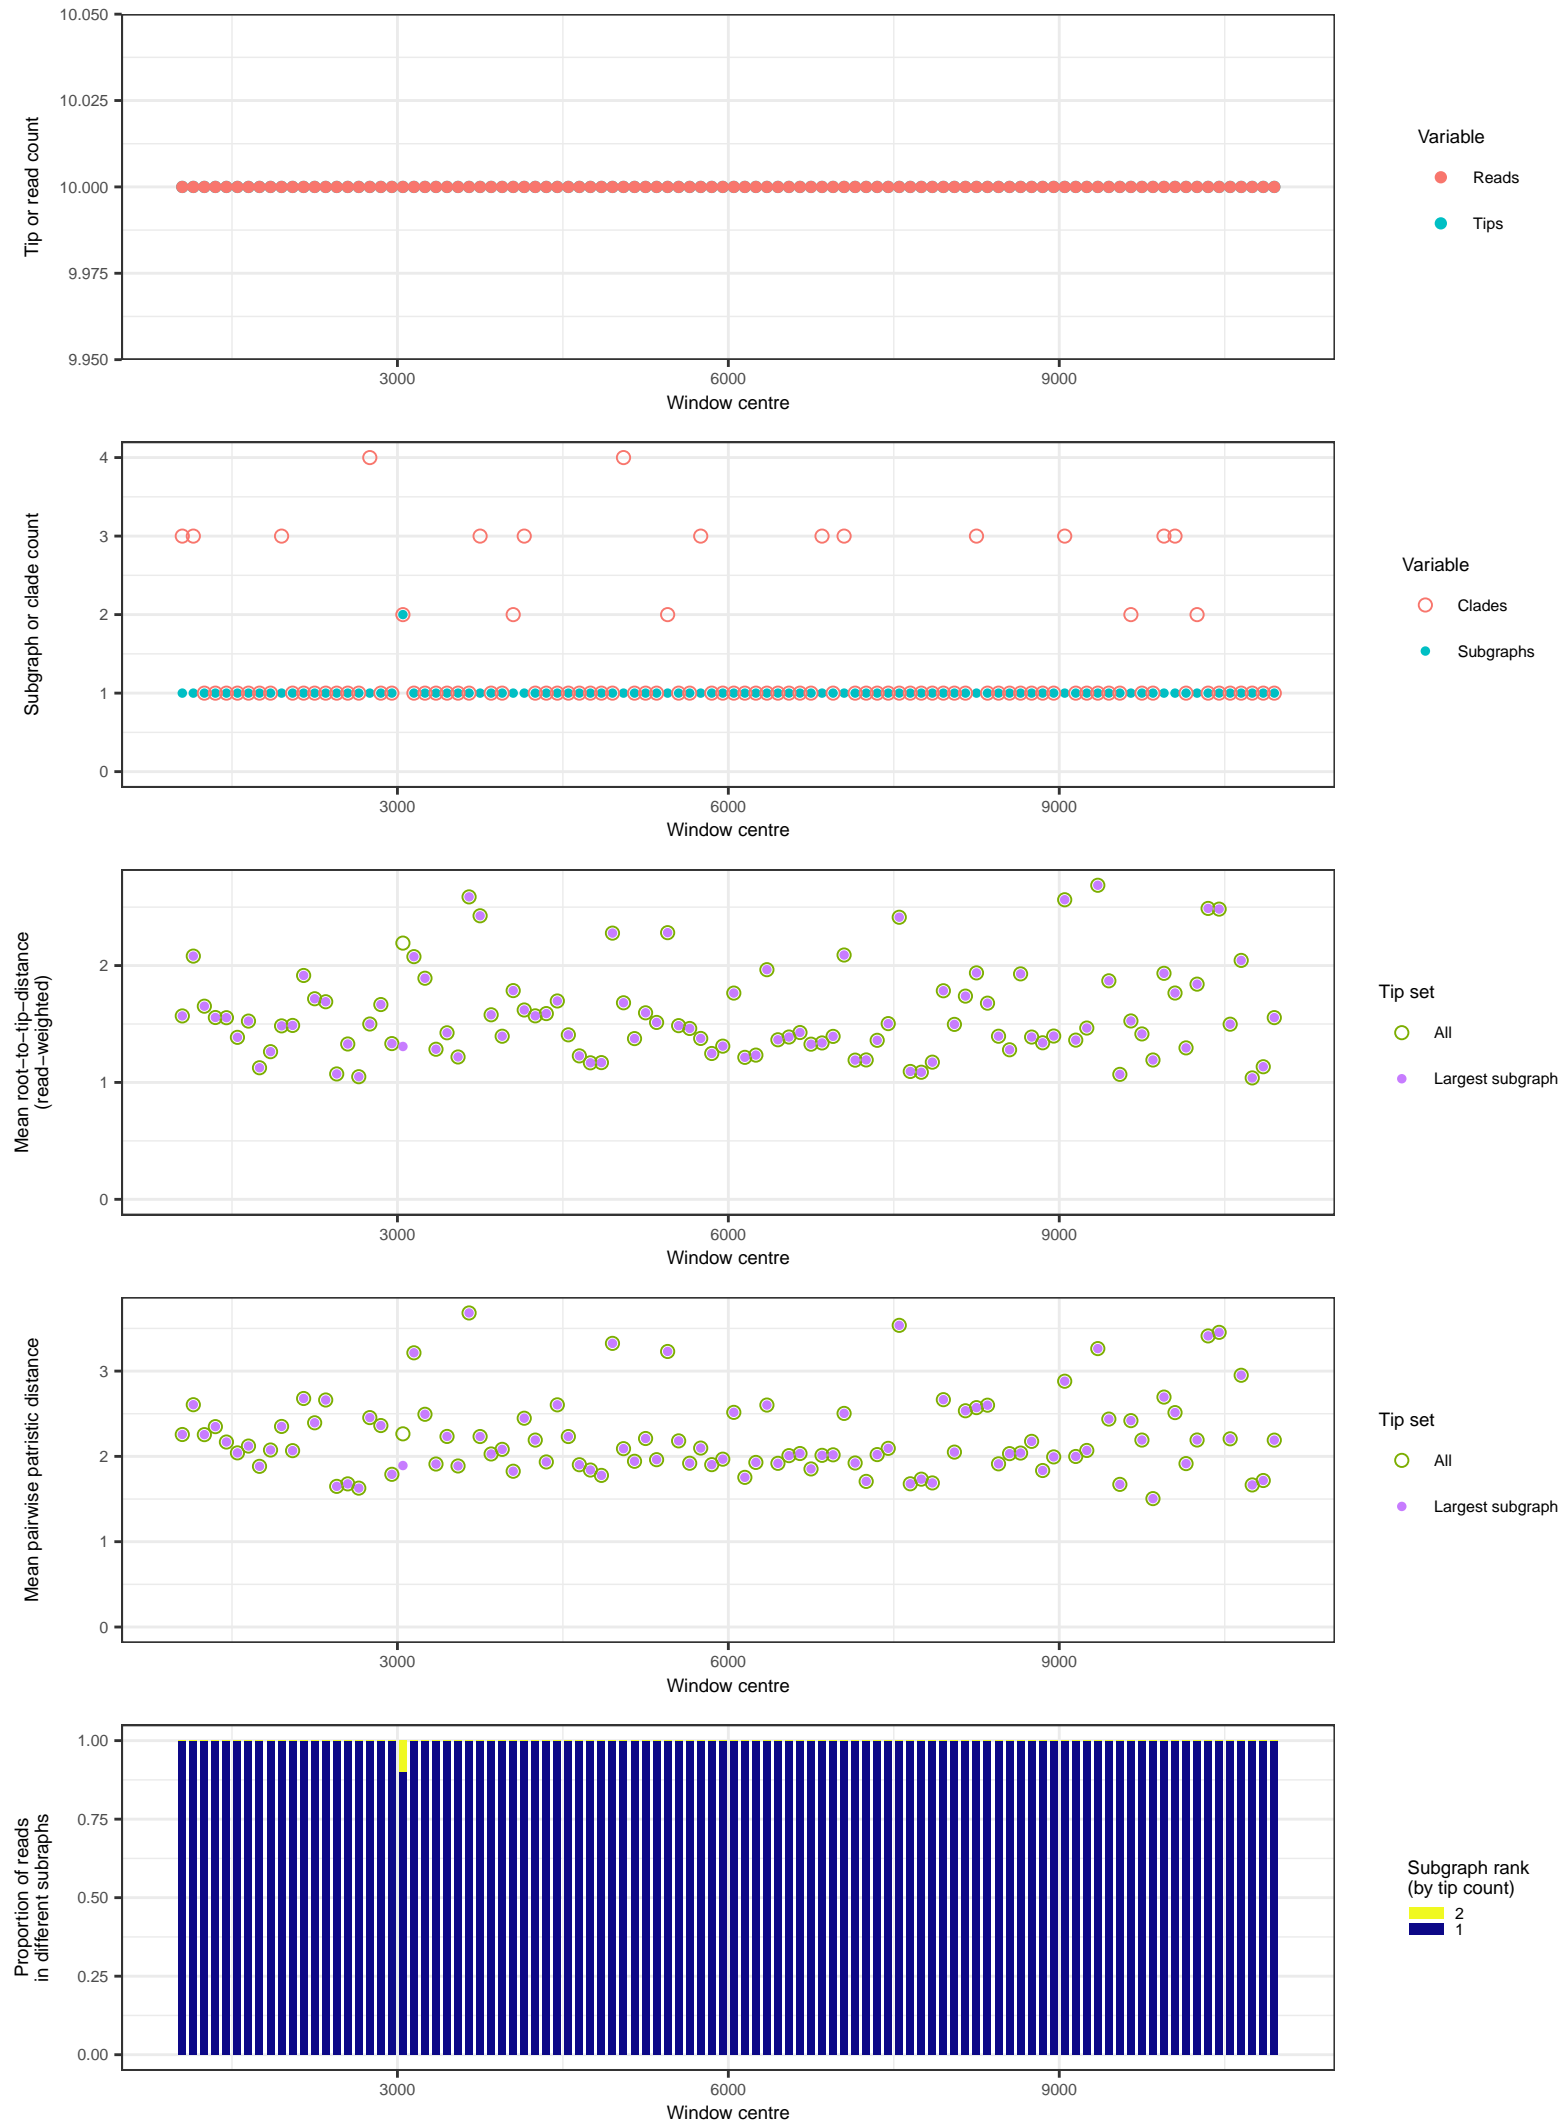 10.050
10.025
10.000
9.975
9.950
Tip or read count
3000
6000
9000
Window centre
Variable
Reads
Tips
4
3
2
1
0
Subgraph or clade count
3000
6000
9000
Window centre
Variable
Clades
Subgraphs
2
1
0
Mean root−to−tip−distance
(read−weighted)
3000
6000
9000
Window centre
Tip set
All
Largest subgraph
3
2
1
0
Mean pairwise patristic distance
3000
6000
9000
Window centre
Tip set
All
Largest subgraph
1.00
0.75
0.50
0.25
0.00
Proportion of reads
in different subraphs
3000
6000
9000
Window centre
Subgraph rank
(by tip count)
2
1